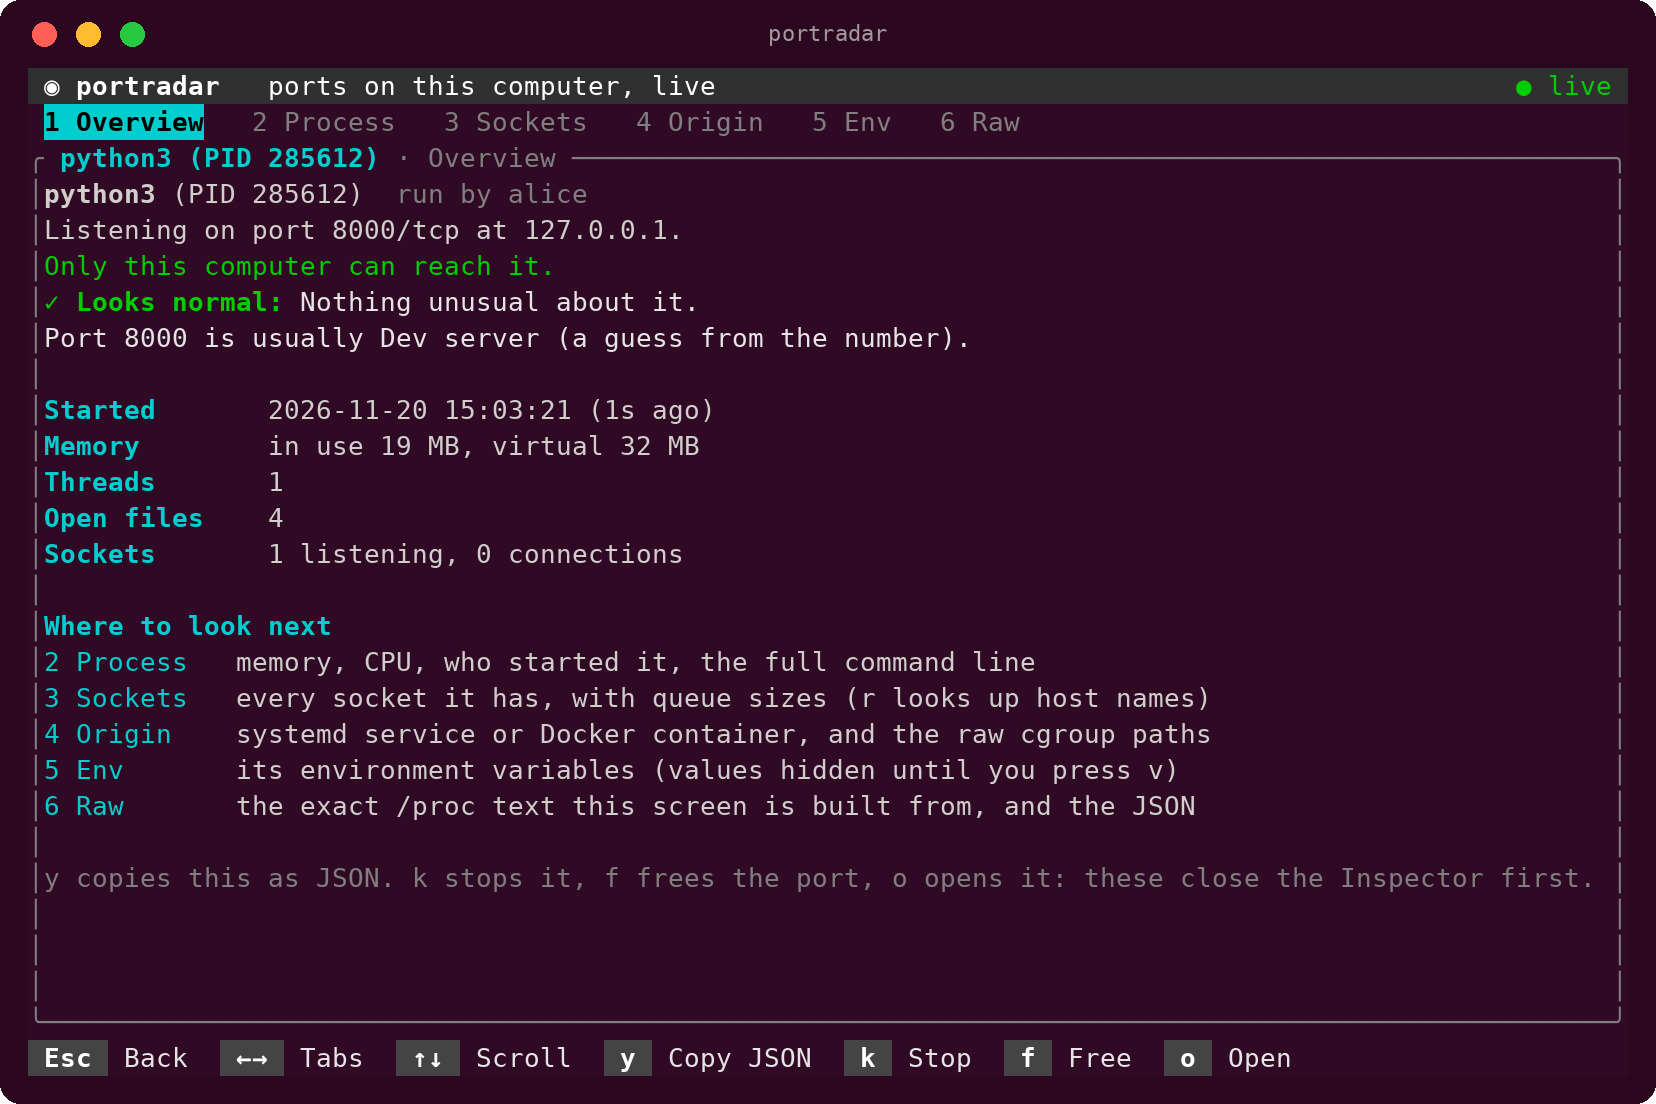 portradar
◉ portradar   ports on this computer, live   ● live
1 Overview   2 Process   3 Sockets   4 Origin   5 Env   6 Raw
python3 (PID 285612) · Overview
python3 (PID 285612)  run by alice
Listening on port 8000/tcp at 127.0.0.1.
Only this computer can reach it.
✓ Looks normal: Nothing unusual about it.
Port 8000 is usually Dev server (a guess from the number).
Started       2026-11-20 15:03:21 (1s ago)
Memory        in use 19 MB, virtual 32 MB
Threads       1
Open files    4
Sockets       1 listening, 0 connections
Where to look next
2 Process   memory, CPU, who started it, the full command line
3 Sockets   every socket it has, with queue sizes (r looks up host names)
4 Origin    systemd service or Docker container, and the raw cgroup paths
5 Env       its environment variables (values hidden until you press v)
6 Raw       the exact /proc text this screen is built from, and the JSON
y copies this as JSON. k stops it, f frees the port, o opens it: these close the Inspector first.
Esc Back   ←→ Tabs   ↑↓ Scroll   y Copy JSON   k Stop   f Free   o Open